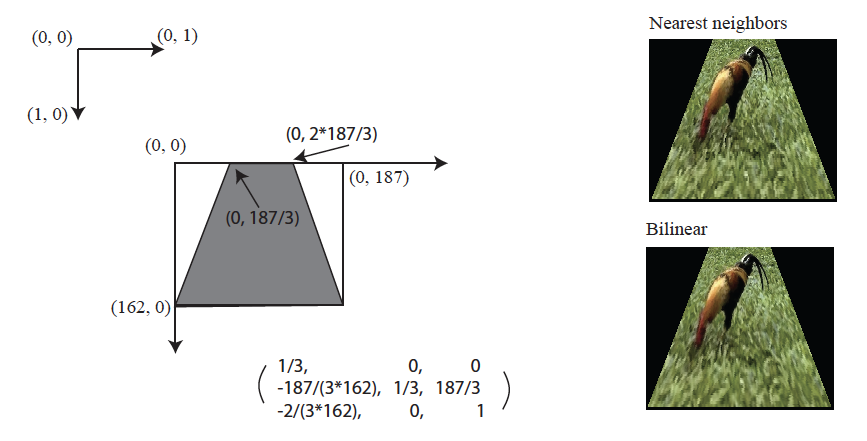 (0, 0)
(0, 1)
(1, 0)
(0, 0)
(0, 2*187/3)
(0, 187)
(0, 187/3)
(162, 0)
( 1/3, 0, 0
-187/(3*162), 1/3, 187/3
-2/(3*162), 0, 1 )
Nearest neighbors
Bilinear